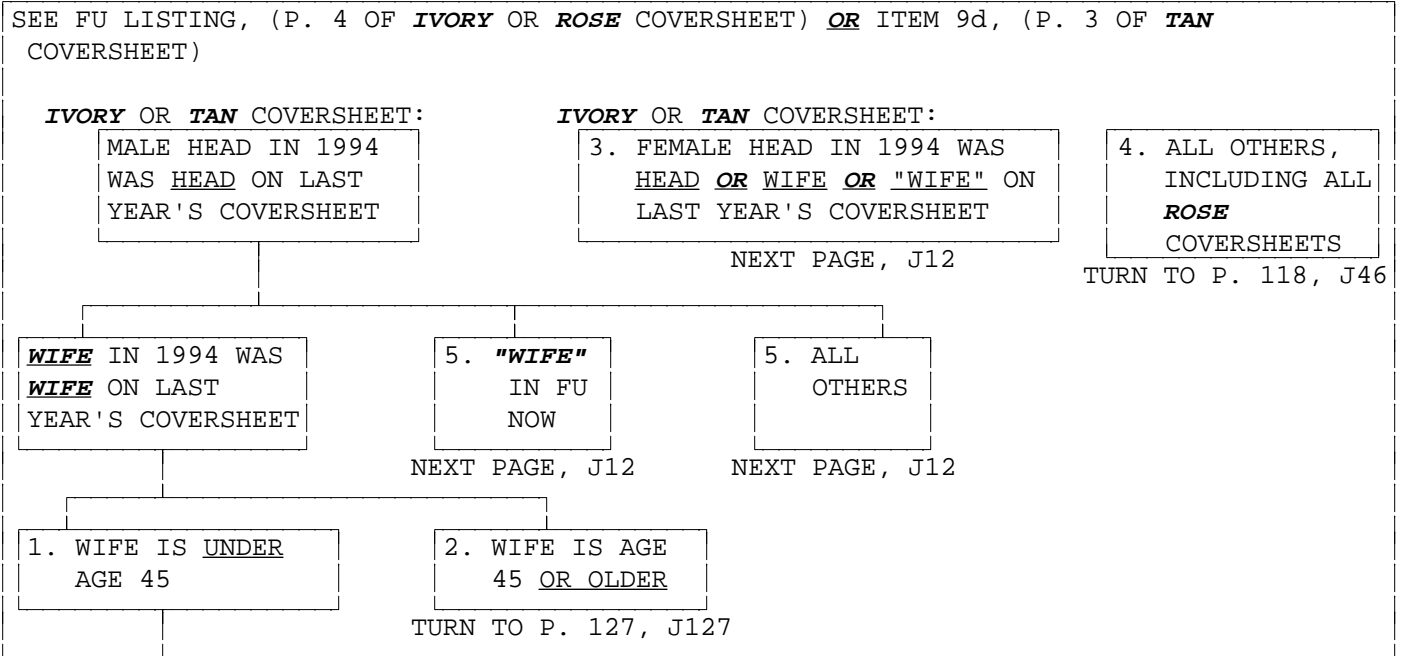 SEE FU LISTING, (P. 4 OF IVORY OR ROSE COVERSHEET) OR ITEM 9d, (P. 3 OF TAN
COVERSHEET)
IVORY OR TAN COVERSHEET:
MALE HEAD IN 1994
WAS HEAD ON LAST
YEAR'S COVERSHEET
IVORY OR TAN COVERSHEET:
3. FEMALE HEAD IN 1994 WAS
HEAD OR WIFE OR "WIFE" ON
LAST YEAR'S COVERSHEET
NEXT PAGE, J12
4. ALL OTHERS,
INCLUDING ALL
ROSE
COVERSHEETS
TURN TO P. 118, J46
WIFE IN 1994 WAS
WIFE ON LAST
YEAR'S COVERSHEET
5. "WIFE"
IN FU
NOW
NEXT PAGE, J12
5. ALL
OTHERS
NEXT PAGE, J12
1. WIFE IS UNDER
AGE 45
2. WIFE IS AGE
45 OR OLDER
TURN TO P. 127, J127